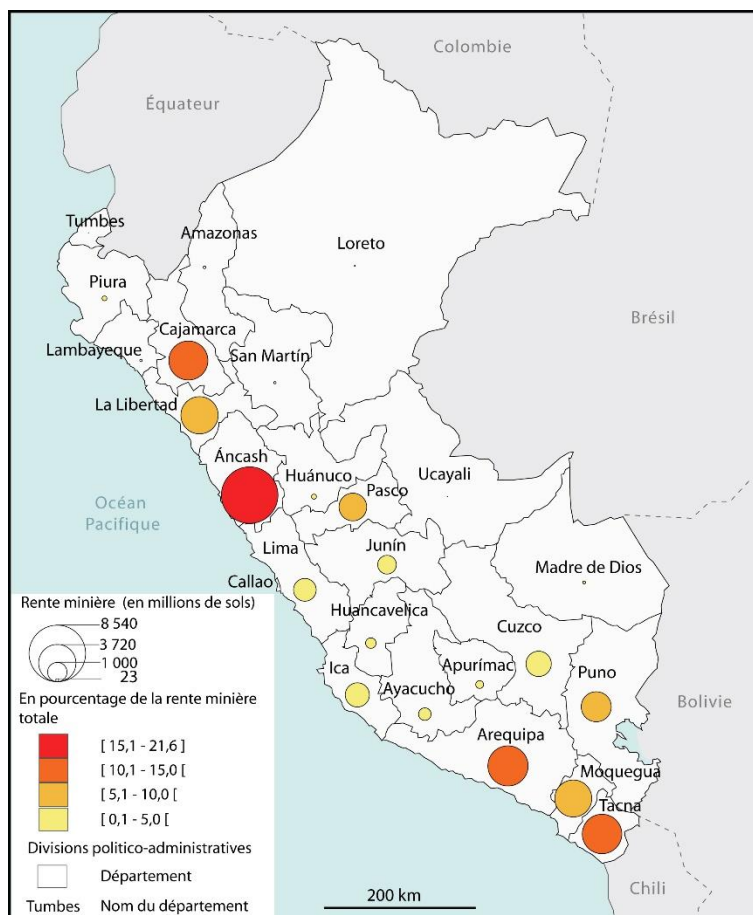 Colombie
Équateur
Tumbes
Amazonas
Loreto
Piura
Brésil
Cajamarca
Lambayeque
San Martín
La Libertad
Áncash
Huánuco
Ucayali
Pasco
Océan
Pacifique
Lima
Junín
Madre de Dios
Callao
Huancavelica
Cuzco
Ica
Apurímac
Puno
Ayacucho
Bolivie
Arequipa
Moquegua
Tacna
Chili
200 km
Rente minière (en millions de sols)
8 540
3 720
1 000
23
En pourcentage de la rente minière
totale
[ 15,1 - 21,6 ]
[ 10,1 - 15,0 [
[ 5,1 - 10,0 [
[ 0,1 - 5,0 [
Divisions politico-administratives
Département
Tumbes Nom du département